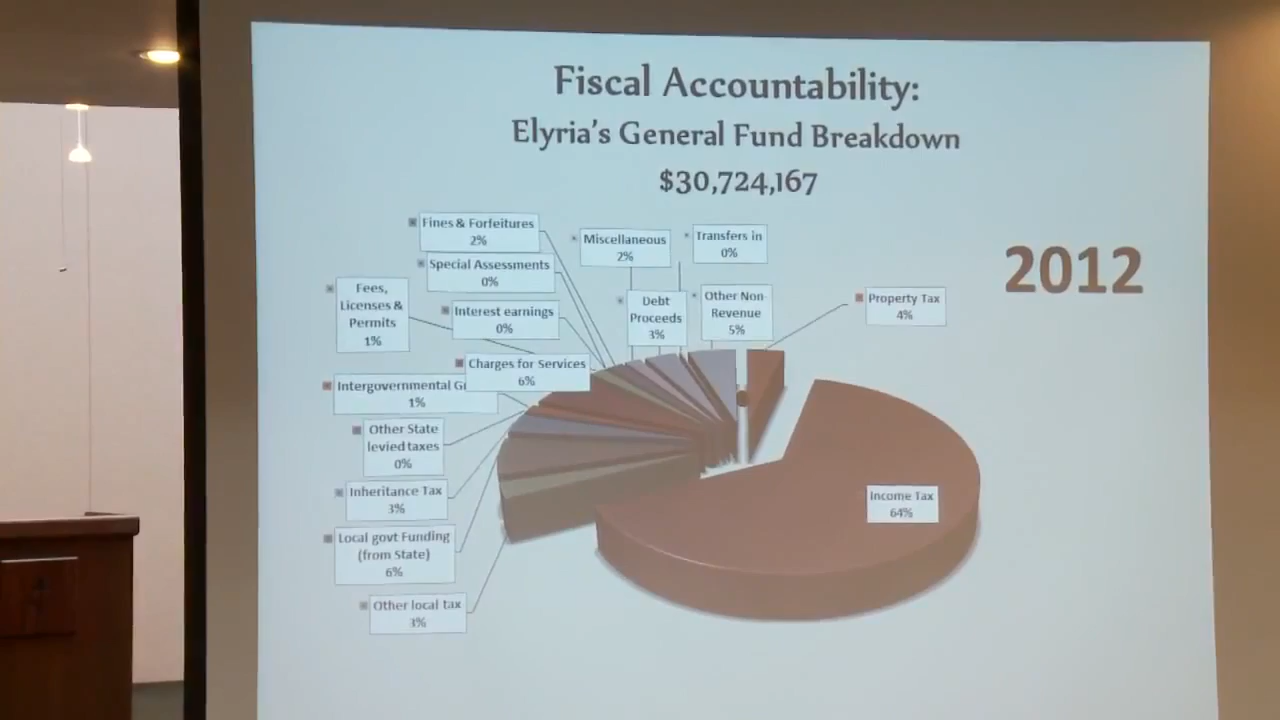 Fiscal Accountability:
Elyria's General Fund Breakdown
$30,724,167
2012
Fines & Forfeitures
2%
Special Assessments
0%
Interest earnings
0%
Fees,
Licenses &
Permits
1%
Charges for Services
6%
Intergovernmental
1%
Other State
levied taxes
0%
Inheritance Tax
3%
Local govt Funding
(from State)
6%
Other local tax
3%
Miscellaneous
2%
Transfers in
0%
Debt
Proceeds
3%
Other Non-
Revenue
5%
Property Tax
4%
Income Tax
64%